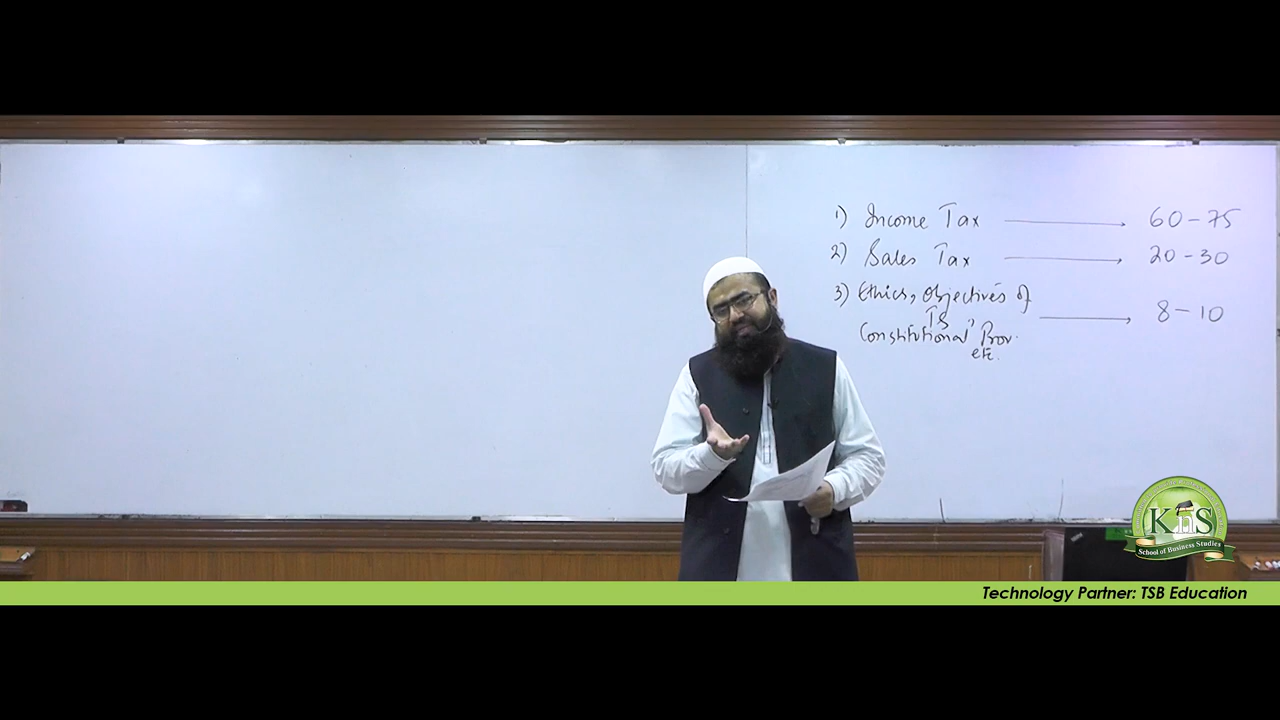 1) Income Tax → 60-75
2) Sales Tax → 20-30
3) Ethics, Objectives of
TS, → 8-10
Constitutional Prov.
etc.
KnS
School of Business Studies
Technology Partner: TSB Education